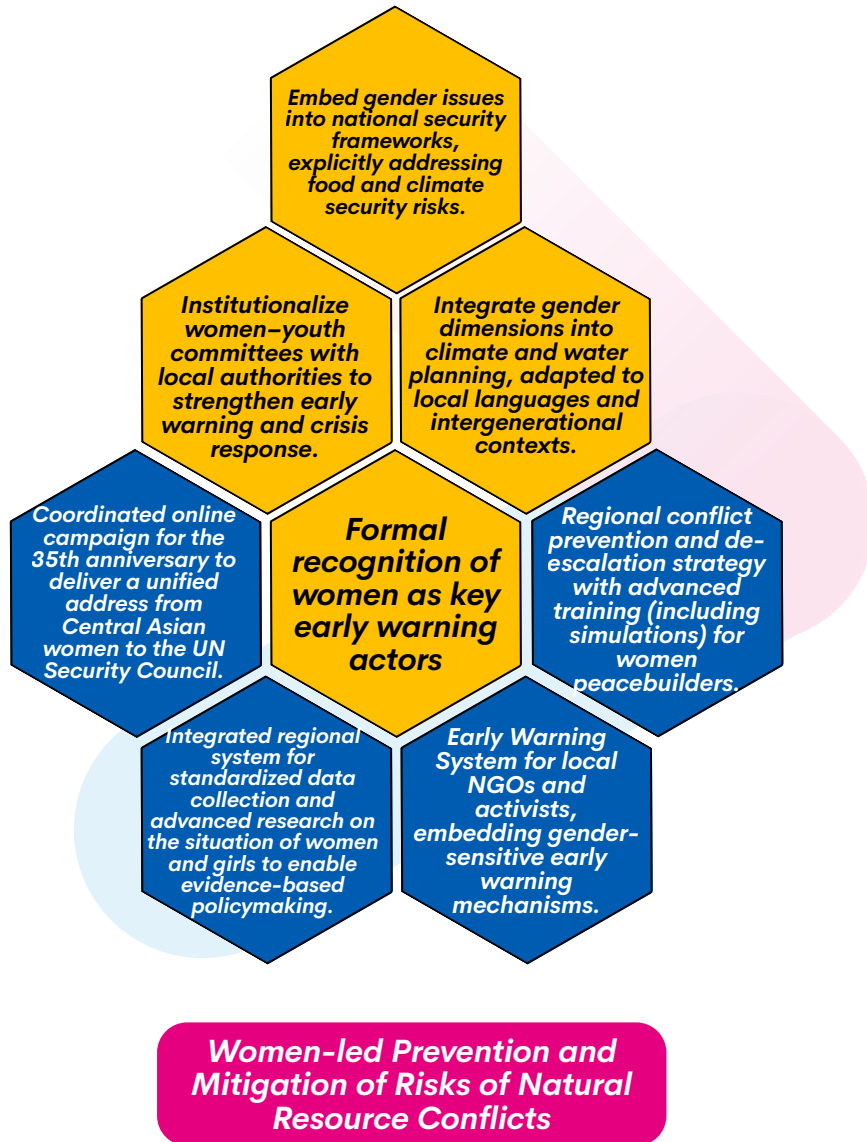 Embed gender issues
into national security
frameworks,
explicitly addressing
food and climate
security risks.
Institutionalize
women–youth
committees with
local authorities to
strengthen early
warning and crisis
response.
Integrate gender
dimensions into
climate and water
planning, adapted to
local languages and
intergenerational
contexts.
Coordinated online
campaign for the
35th anniversary to
deliver a unified
address from
Central Asian
women to the UN
Security Council.
Formal
recognition of
women as key
early warning
actors
Regional conflict
prevention and de-
escalation strategy
with advanced
training (including
simulations) for
women
peacebuilders.
Integrated regional
system for
standardized data
collection and
advanced research on
the situation of women
and girls to enable
evidence-based
policymaking.
Early Warning
System for local
NGOs and
activists,
embedding gender-
sensitive early
warning
mechanisms.
Women-led Prevention and
Mitigation of Risks of Natural
Resource Conflicts